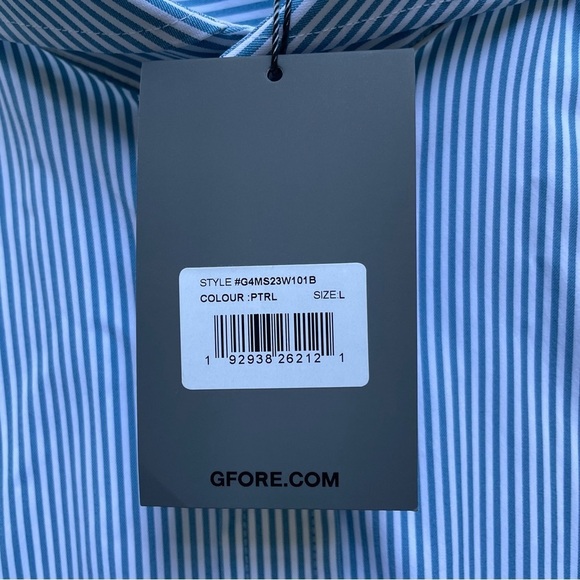 STYLE #G4MS23W101B
COLOUR :PTRL SIZE:L
1 92938 26212 1
GFORE.COM